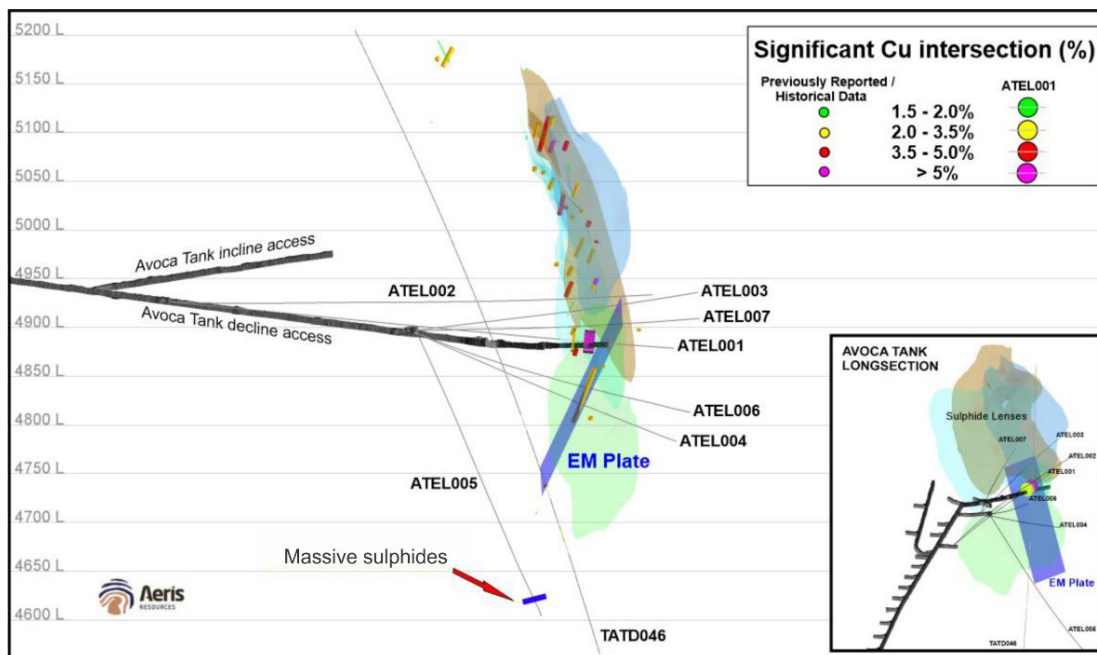 5200 L
5150 L
5100 L
5050 L
5000 L
4950 L
4900 L
4850 L
4800 L
4750 L
4700 L
4650 L
4600 L
Avoca Tank incline access
Avoca Tank decline access
ATEL002
ATEL003
ATEL007
ATEL001
ATEL006
ATEL004
EM Plate
ATEL005
Massive sulphides
TATD046
Aeris
RESOURCES
Significant Cu intersection (%)
Previously Reported /
Historical Data
ATEL001
1.5 - 2.0%
2.0 - 3.5%
3.5 - 5.0%
> 5%
AVOCA TANK
LONGSECTION
Sulphide Lenses
ATEL007
ATEL003
ATEL002
ATEL001
ATEL004
EM Plate
TATD046